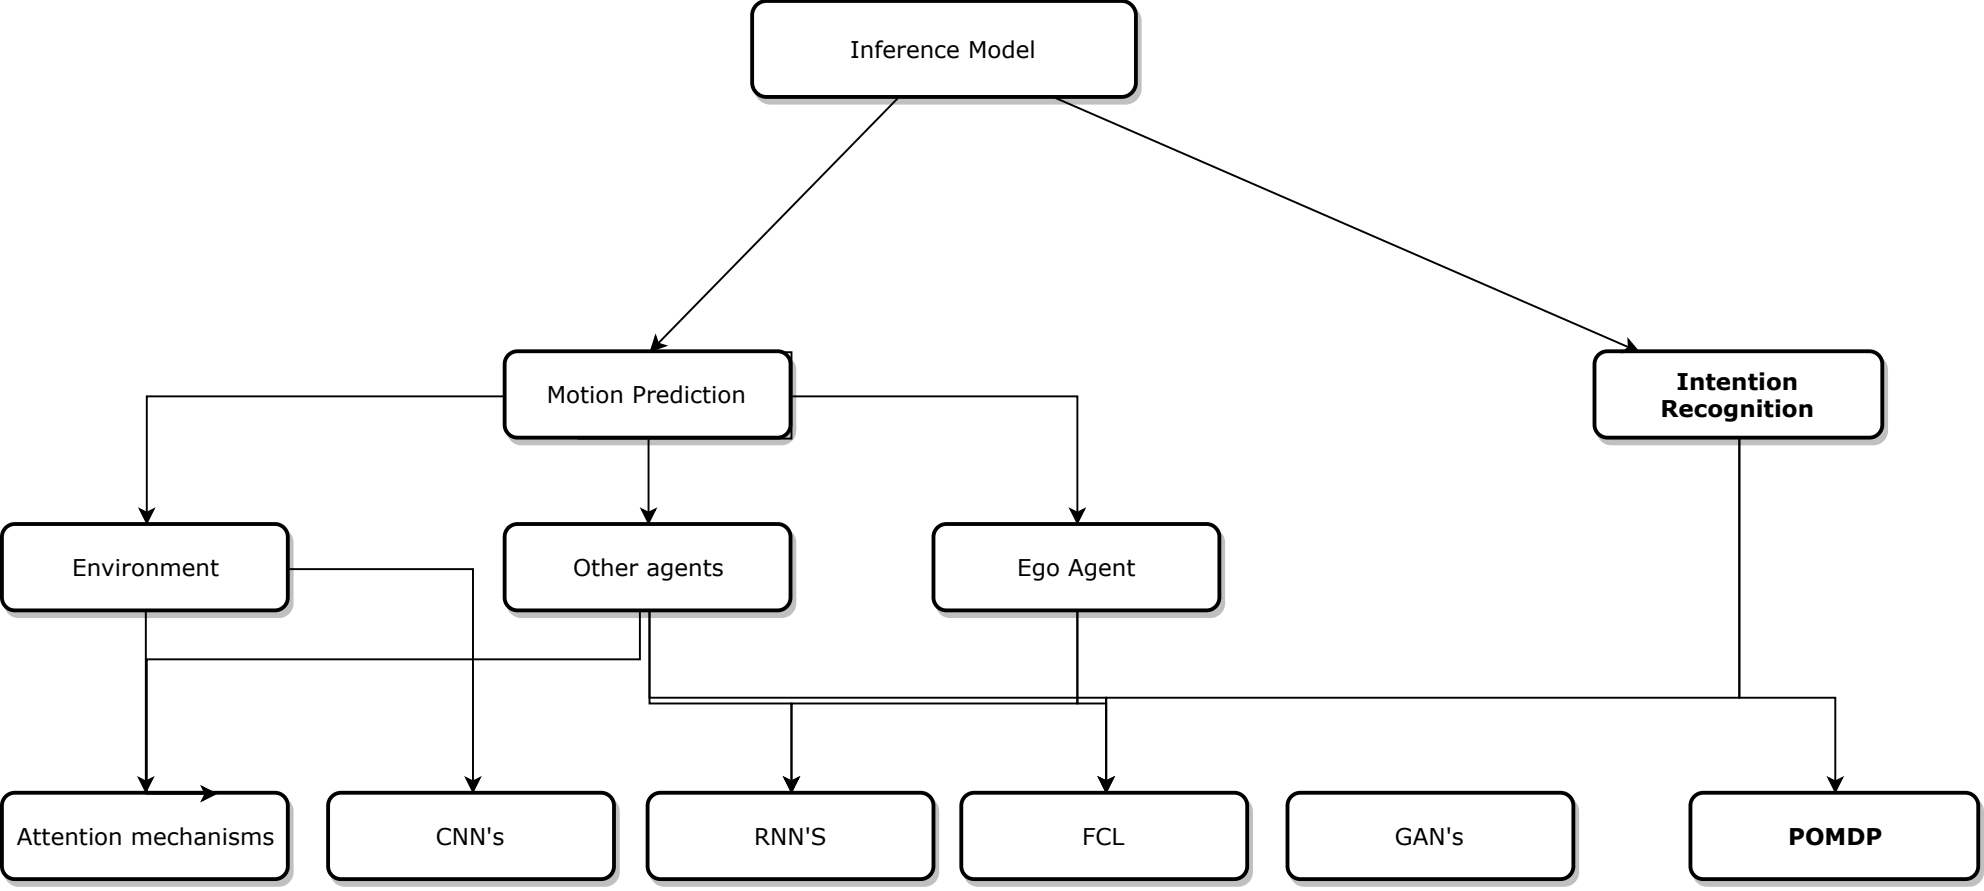 Inference Model
Motion Prediction
Intention
Recognition
Environment
Other agents
Ego Agent
Attention mechanisms
CNN's
RNN'S
FCL
GAN's
POMDP